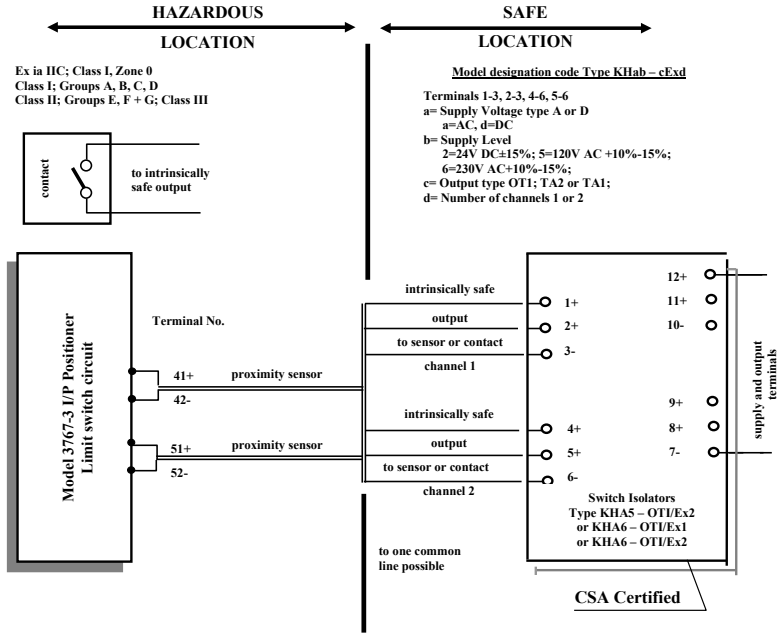 HAZARDOUS
LOCATION
SAFE
LOCATION
Ex ia IIC; Class I, Zone 0
Class I; Groups A, B, C, D
Class II; Groups E, F + G; Class III
Model designation code Type KHab – cExd
Terminals 1-3, 2-3, 4-6, 5-6
a= Supply Voltage type A or D
a=AC, d=DC
b= Supply Level
2=24V DC±15%; 5=120V AC +10%-15%;
6=230V AC+10%-15%;
c= Output type OT1; TA2 or TA1;
d= Number of channels 1 or 2
contact
to intrinsically
safe output
Model 3767-3 I/P Positioner
Limit switch circuit
Terminal No.
41+
42-
51+
52-
proximity sensor
proximity sensor
intrinsically safe
output
to sensor or contact
channel 1
intrinsically safe
output
to sensor or contact
channel 2
to one common
line possible
1+
2+
3-
4+
5+
6-
12+
11+
10-
9+
8+
7-
supply and output
terminals
Switch Isolators
Type KHA5 – OTI/Ex2
or KHA6 – OTI/Ex1
or KHA6 – OTI/Ex2
CSA Certified